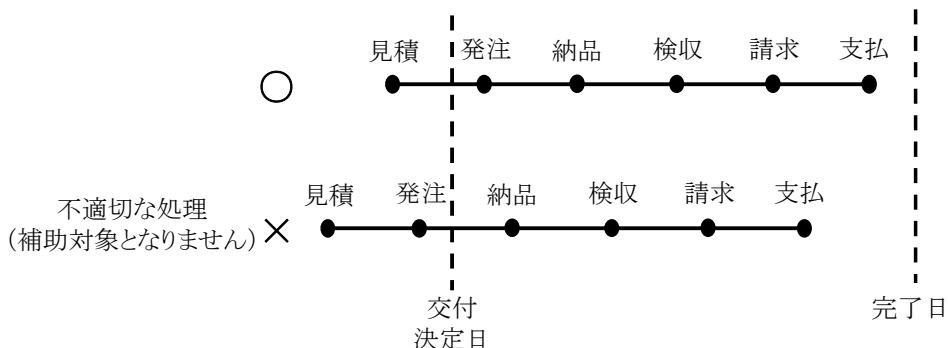 見積 発注 納品 検収 請求 支払
○
見積 発注 納品 検収 請求 支払
不適切な処理
(補助対象となりません)×
交付
決定日
完了日